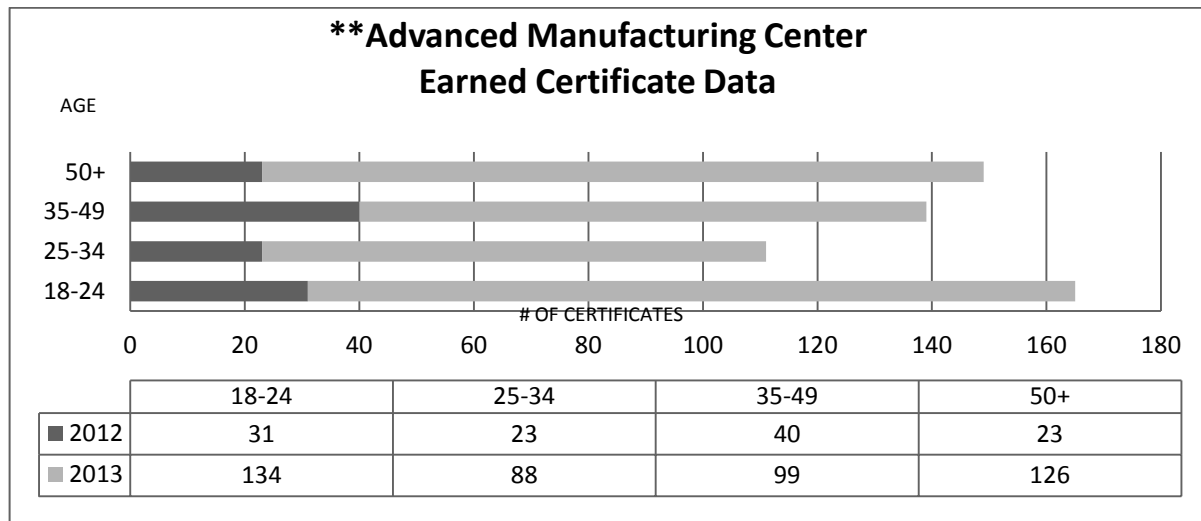 **Advanced Manufacturing Center
Earned Certificate Data
AGE
50+
35-49
25-34
18-24
# OF CERTIFICATES
0 20 40 60 80 100 120 140 160 180
18-24 25-34 35-49 50+
2012 31 23 40 23
2013 134 88 99 126